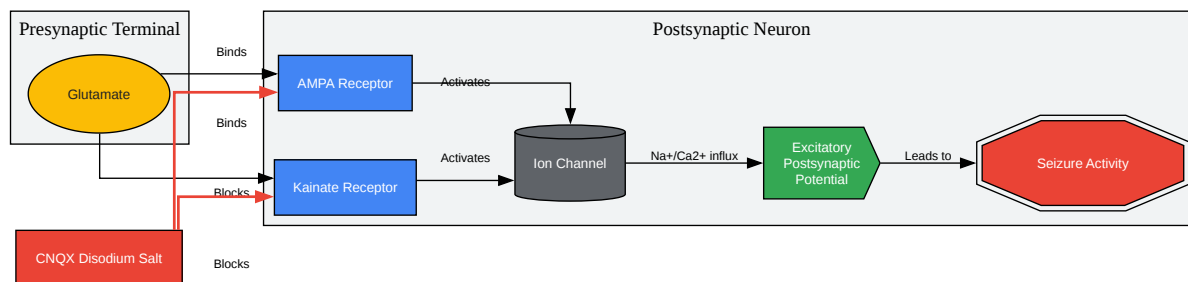 Presynaptic Terminal
Postsynaptic Neuron
Binds
Glutamate
AMPA Receptor
Activates
Binds
Ion Channel
Na+/Ca2+ influx
Excitatory
Postsynaptic
Potential
Leads to
Seizure Activity
Activates
Kainate Receptor
Blocks
CNQX Disodium Salt
Blocks